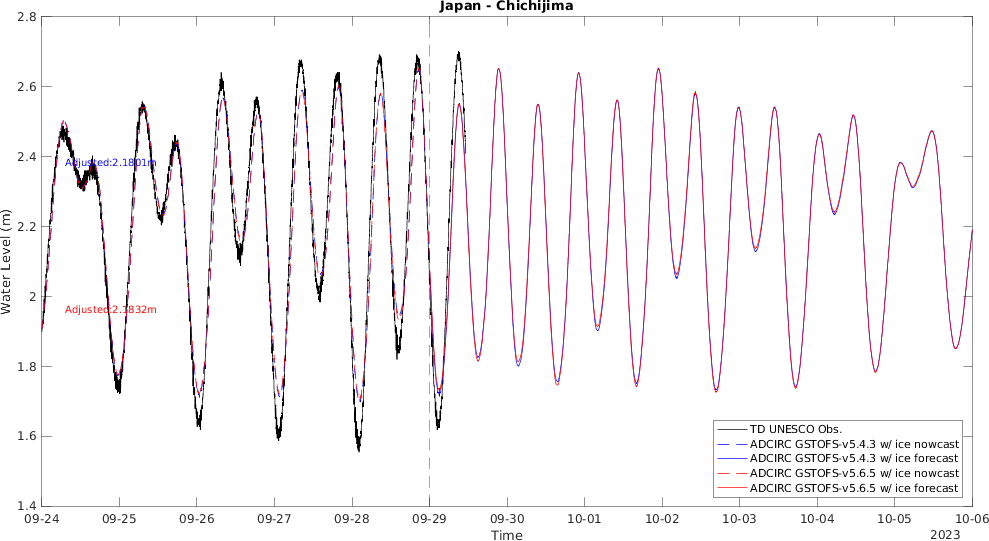 Japan - Chichijima
2.8
2.6
2.4
2.2
2
1.8
1.6
1.4
Water Level (m)
Adjusted:2.1801m
Adjusted:2.1832m
TD UNESCO Obs.
ADCIRC GSTOFS-v5.4.3 w/ ice nowcast
ADCIRC GSTOFS-v5.4.3 w/ ice forecast
ADCIRC GSTOFS-v5.6.5 w/ ice nowcast
ADCIRC GSTOFS-v5.6.5 w/ ice forecast
09-24 09-25 09-26 09-27 09-28 09-29 09-30 10-01 10-02 10-03 10-04 10-05 10-06
Time
2023